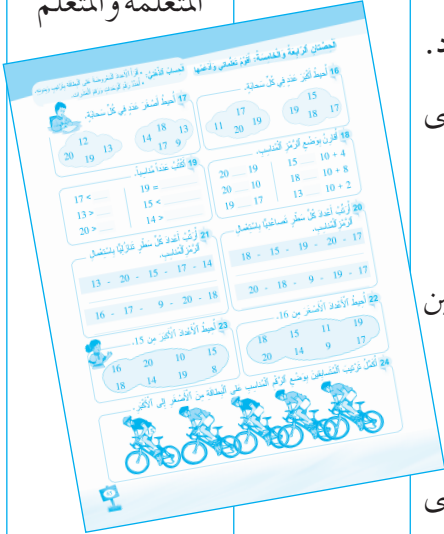 المتعلمة والمتعلم
د.
ى
ين
ى
الحصتان الرابعة والخامسة: أقوم تعلماتي وأدعمها
الحساب الذهني:
16 أحيط أكبر عدد في كل سحابة.
15
19 18 17
17
11 20 19
17 أحيط أصغر عدد في كل سحابة.
14 18 13
17 9
12
20 19 13
18 أقارن بوضع الرمز المناسب.
15 ..... 10 + 4
18 ..... 10 + 8
13 ..... 10 + 2
20 ..... 19
20 ..... 10
19 ..... 17
19 أكتب عددا مناسبا.
19 = .....
15 < .....
14 > .....
17 < .....
13 > .....
20 > .....
20 أرتب أعداد كل سطر تصاعديا باستعمال
الرمز المناسب.
18 - 15 - 19 - 20 - 17
20 - 18 - 9 - 19 - 17
21 أرتب أعداد كل سطر تنازليا باستعمال
الرمز المناسب.
13 - 20 - 15 - 17 - 14
16 - 17 - 9 - 20 - 18
22 أحيط الأعداد الأصغر من 16.
18 15 11 19
20 14 9 17
23 أحيط الأعداد الأكبر من 15.
16 20 10 15
18 14 19 8
24 أكمل ترتيب المتسابقين بوضع الرقم المناسب على البطاقة من الأصغر إلى الأكبر.